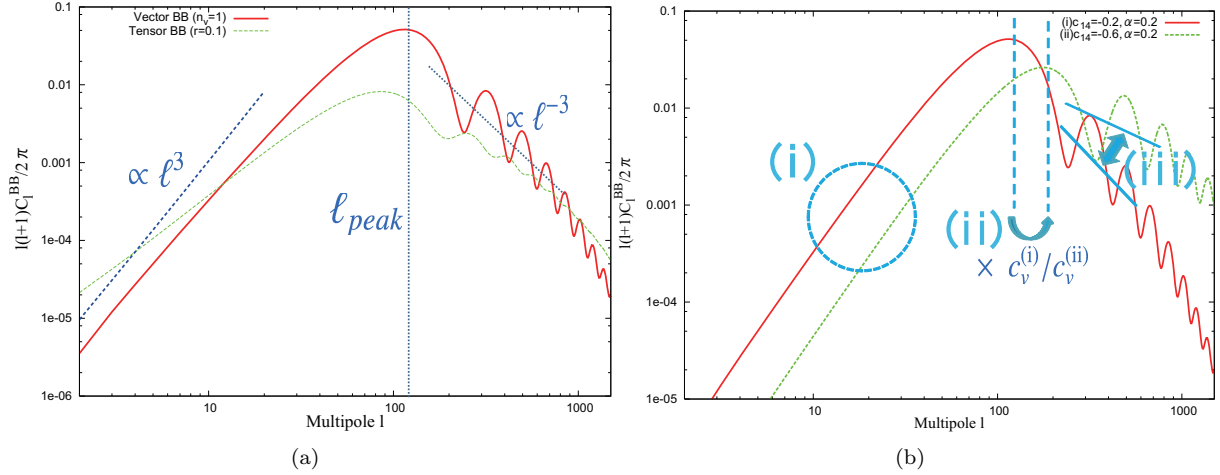 Vector BB (n_v=1)
Tensor BB (r=0.1)
l(l+1)C_l^BB/2 π
0.1
0.01
0.001
1e-04
1e-05
1e-06
∝ ℓ^3
ℓ_peak
∝ ℓ^-3
10
100
1000
Multipole l
(a)
(i)c_14=-0.2, α=0.2
(ii)c_14=-0.6, α=0.2
l(l+1)C_l^BB/2 π
0.1
0.01
0.001
1e-04
1e-05
(i)
(ii)
(iii)
× c_v^(i)/c_v^(ii)
10
100
1000
Multipole l
(b)